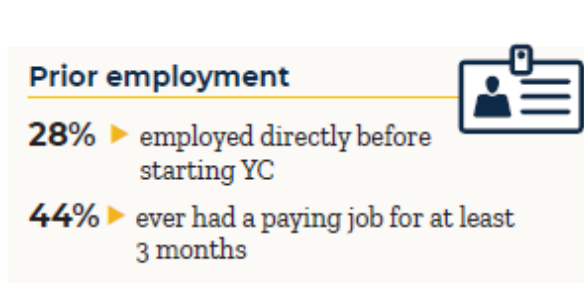 Prior employment
28% ▶ employed directly before
starting YC
44% ▶ ever had a paying job for at least
3 months